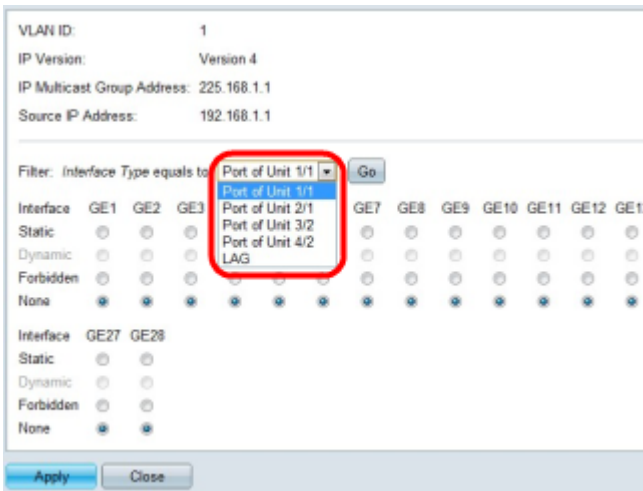 VLAN ID: 1
IP Version: Version 4
IP Multicast Group Address: 225.168.1.1
Source IP Address: 192.168.1.1
Filter: Interface Type equals to Port of Unit 1/1 Go
Port of Unit 1/1
Port of Unit 2/1
Port of Unit 3/2
Port of Unit 4/2
LAG
Interface GE1 GE2 GE3 GE7 GE8 GE9 GE10 GE11 GE12
Static
Dynamic
Forbidden
None
Interface GE27 GE28
Static
Dynamic
Forbidden
None
Apply Close